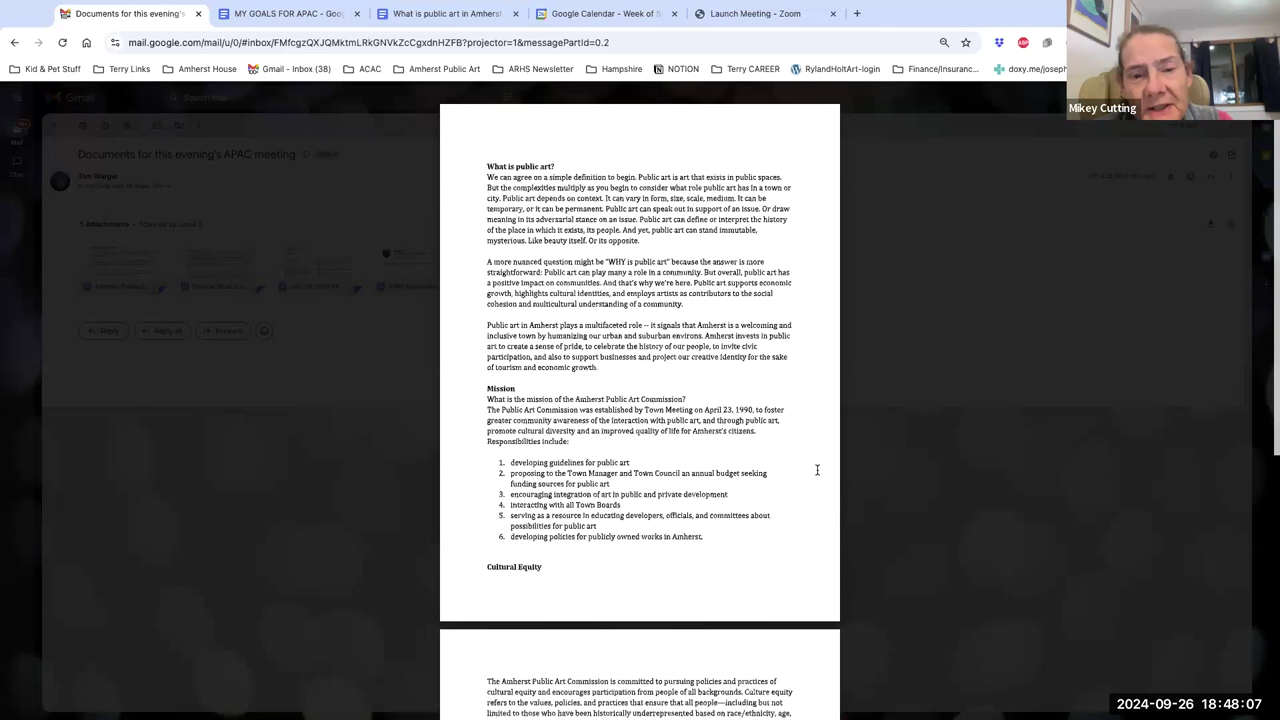 Gmail
MY GOALS.FOR APAC - Goo
APAC MY - Goog
mail.google.com/mail/u/0/#inbox/FMfcgzQXJsMktmLRkGNVkZcCgxdnHZFB?projector=1&messagePartId=0.2
Kid & Pet Stuff
Terry Links
Amherst House
Gmail - Inbox (33)
APAC
Amherst Public Art
ARHS Newsletter
Hampshire
NOTION
Terry CAREER
RylandHoltArt-login
Finance/Insuranc...
doxy.me/joseph
Mikey Cutting
Gmail
Search mail
Mail
Chat
Meet
Documents for this evening's APAC meeting
Tom Warger
Reply
Reply all
Forward
What is public art?
We can agree on a simple definition to begin. Public art is art that exists in public spaces.
But the complexities multiply as you begin to consider what role public art has in a town or
city. Public art depends on context. It can vary in form, size, scale, medium. It can be
temporary, or it can be permanent. Public art can speak out in support of an issue. Or draw
meaning in its adversarial stance on an issue. Public art can define or interpret the history
of the place in which it exists, its people. And yet, public art can stand immutable,
mysterious. Like beauty itself. Or its opposite.
A more nuanced question might be "WHY is public art" because the answer is more
straightforward: Public art can play many a role in a community. But overall, public art has
a positive impact on communities. And that's why we're here. Public art supports economic
growth, highlights cultural identities, and employs artists as contributors to the social
cohesion and multicultural understanding of a community.
Public art in Amherst plays a multifaceted role -- it signals that Amherst is a welcoming and
inclusive town by humanizing our urban and suburban environs. Amherst invests in public
art to create a sense of pride, to celebrate the history of our people, to invite civic
participation, and also to support businesses and project our creative identity for the sake
of tourism and economic growth.
Mission
What is the mission of the Amherst Public Art Commission?
The Public Art Commission was established by Town Meeting on April 23, 1990, to foster
greater community awareness of the interaction with public art, and through public art,
promote cultural diversity and an improved quality of life for Amherst's citizens.
Responsibilities include:
1. developing guidelines for public art
2. proposing to the Town Manager and Town Council an annual budget seeking
funding sources for public art
3. encouraging integration of art in public and private development
4. interacting with all Town Boards
5. serving as a resource in educating developers, officials, and committees about
possibilities for public art
6. developing policies for publicly owned works in Amherst.
Cultural Equity
The Amherst Public Art Commission is committed to pursuing policies and practices of
cultural equity and encourages participation from people of all backgrounds. Culture equity
refers to the values, policies, and practices that ensure that all people—including but not
limited to those who have been historically underrepresented based on race/ethnicity, age,
2024-09-26 18:48:07